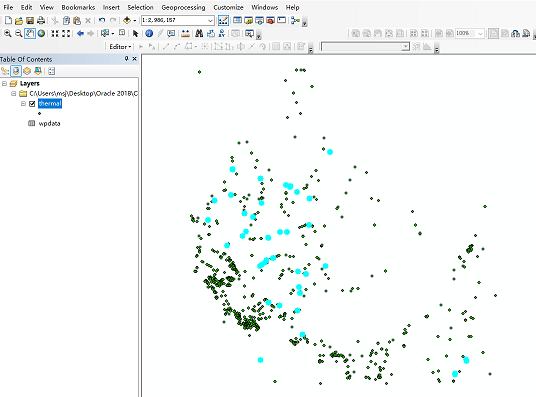 File Edit View Bookmarks Insert Selection Geoprocessing Customize Windows Help
1:2,986,157
100%
Editor
Table Of Contents
Layers
C:\Users\msj\Desktop\Oracle 2018\C
thermal
wpdata